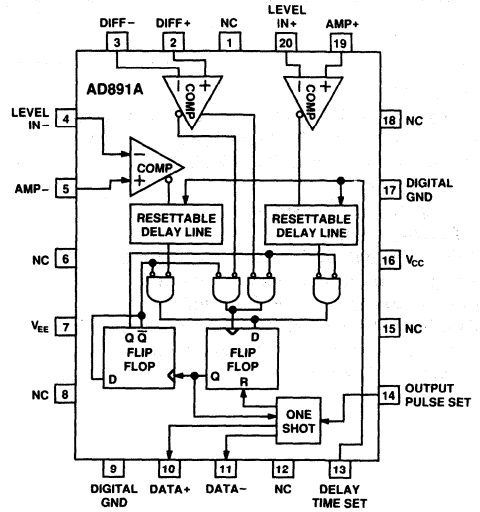 DIFF- DIFF+ NC LEVEL IN+ AMP+
3 2 1 20 19
AD891A
- + COMP
- + COMP
LEVEL IN- 4
18 NC
- + COMP
AMP- 5
17 DIGITAL GND
RESETTABLE DELAY LINE
RESETTABLE DELAY LINE
NC 6
16 VCC
VEE 7
15 NC
Q Q̅
FLIP FLOP
D
D
FLIP FLOP
Q
R
NC 8
14 OUTPUT PULSE SET
ONE SHOT
9 10 11 12 13
DIGITAL GND
DATA+
DATA-
NC
DELAY TIME SET